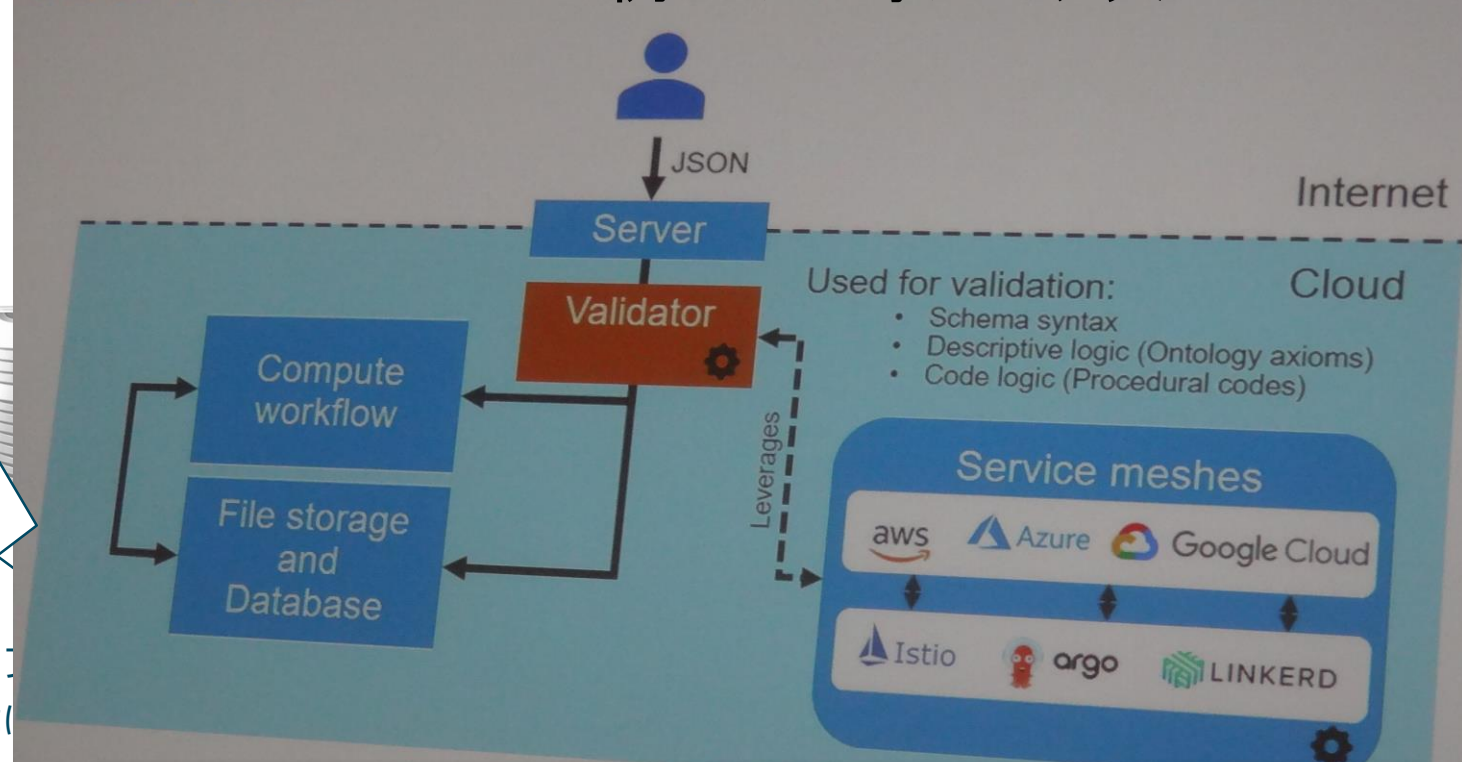 JSON
Internet
Server
Cloud
Used for validation:
• Schema syntax
• Descriptive logic (Ontology axioms)
• Code logic (Procedural codes)
Validator
Compute
workflow
File storage
and
Database
Leverages
Service meshes
aws
Azure
Google Cloud
Istio
argo
LINKERD